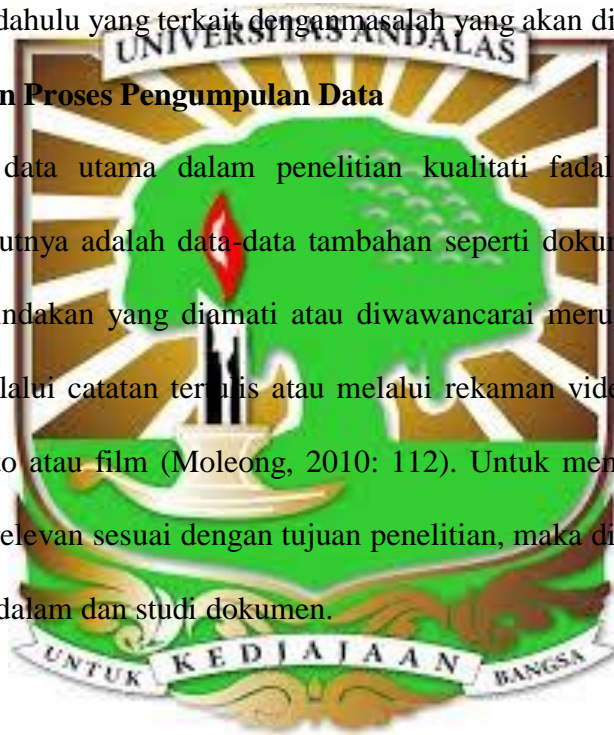 dahulu yang terkait denganmasalah yang akan di
UNIVERSITAS ANDALAS
n Proses Pengumpulan Data
data utama dalam penelitian kualitati fadal
utnya adalah data-data tambahan seperti dokum
ndakan yang diamati atau diwawancarai meru
lalui catatan tertulis atau melalui rekaman vide
to atau film (Moleong, 2010: 112). Untuk men
relevan sesuai dengan tujuan penelitian, maka di
dalam dan studi dokumen.
UNTUK KEDJAJAAN BANGSA